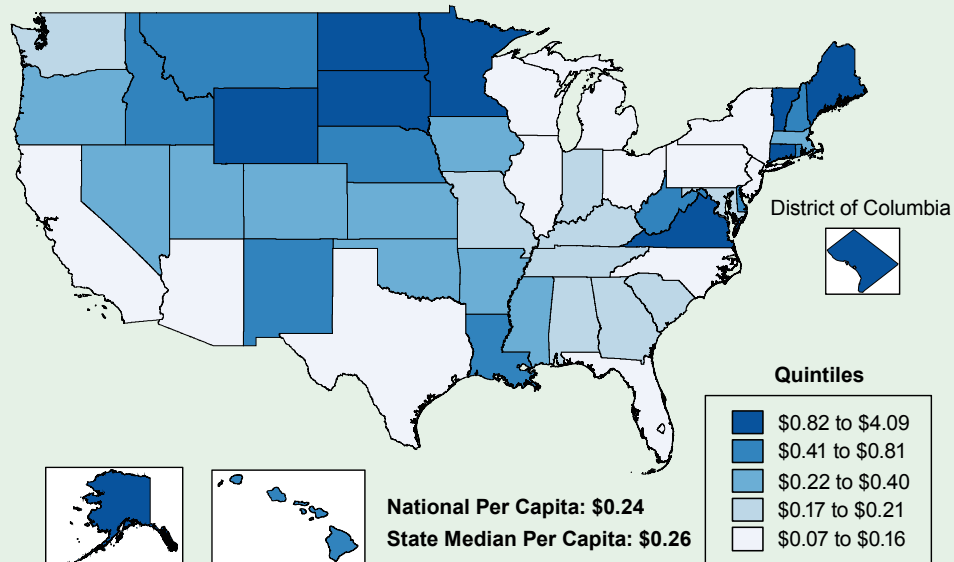 District of Columbia
Quintiles
$0.82 to $4.09
$0.41 to $0.81
$0.22 to $0.40
$0.17 to $0.21
$0.07 to $0.16
National Per Capita: $0.24
State Median Per Capita: $0.26